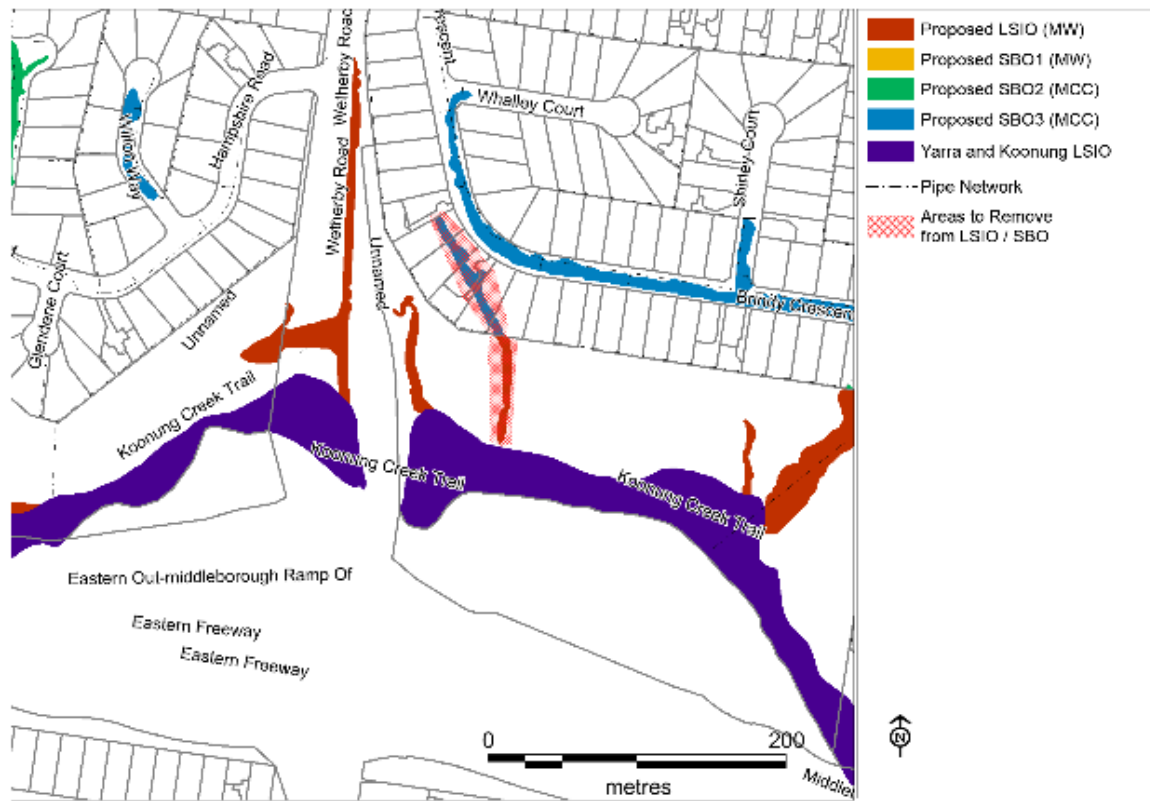 Wetherby Road
Wetherby Road
Hampshire Road
Whalley Court
Shirley Court
Unnamed
Glendene Court
Unnamed
Koonung Creek Trail
Koonung Creek Trail
Koonung Creek Trail
Eastern Out-middleborough Ramp Of
Eastern Freeway
Eastern Freeway
0
200
metres
N
Proposed LSIO (MW)
Proposed SBO1 (MW)
Proposed SBO2 (MCC)
Proposed SBO3 (MCC)
Yarra and Koonung LSIO
Pipe Network
Areas to Remove
from LSIO / SBO